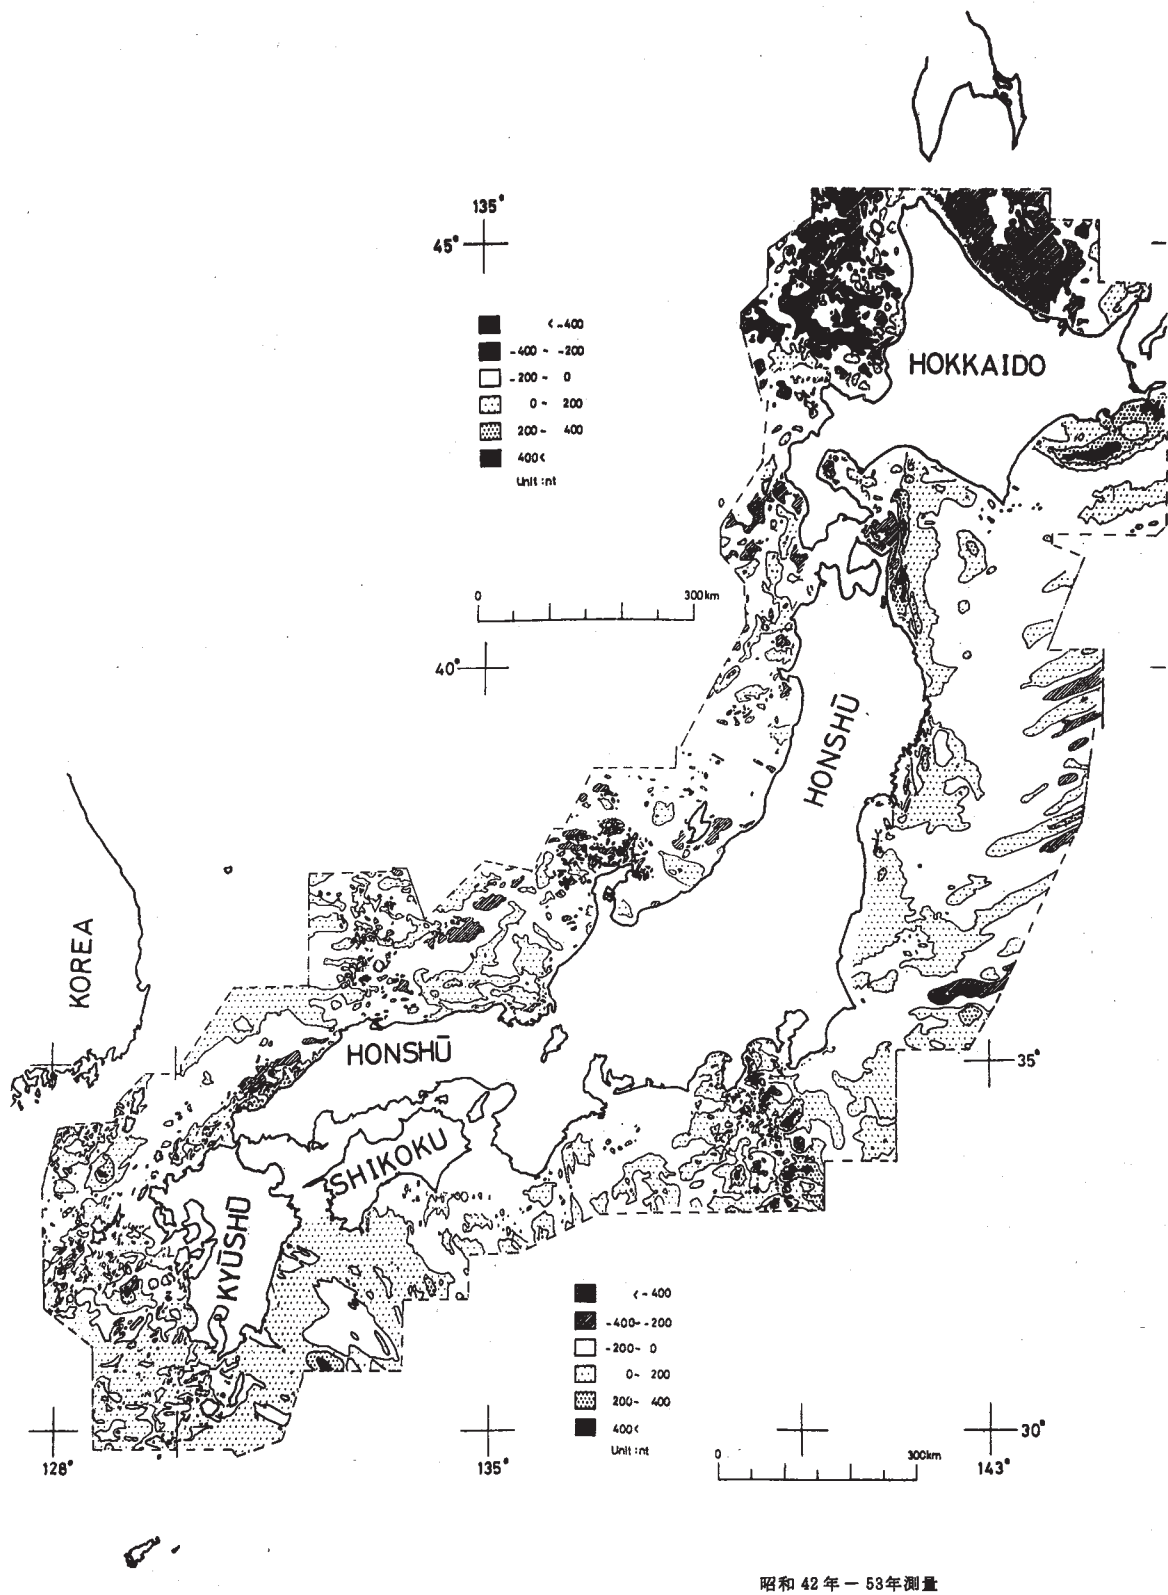 135°
45°
< -400
-400 ~ -200
-200 ~ 0
0 ~ 200
200 ~ 400
400 <
Unit : nt
HOKKAIDO
0 300km
40°
HONSHŪ
KOREA
HONSHŪ
35°
SHIKOKU
KYŪSHŪ
< -400
-400 ~ -200
-200 ~ 0
0 ~ 200
200 ~ 400
400 <
Unit : nt
30°
0 300km
128°
135°
143°
昭和 42 年 － 53年測量